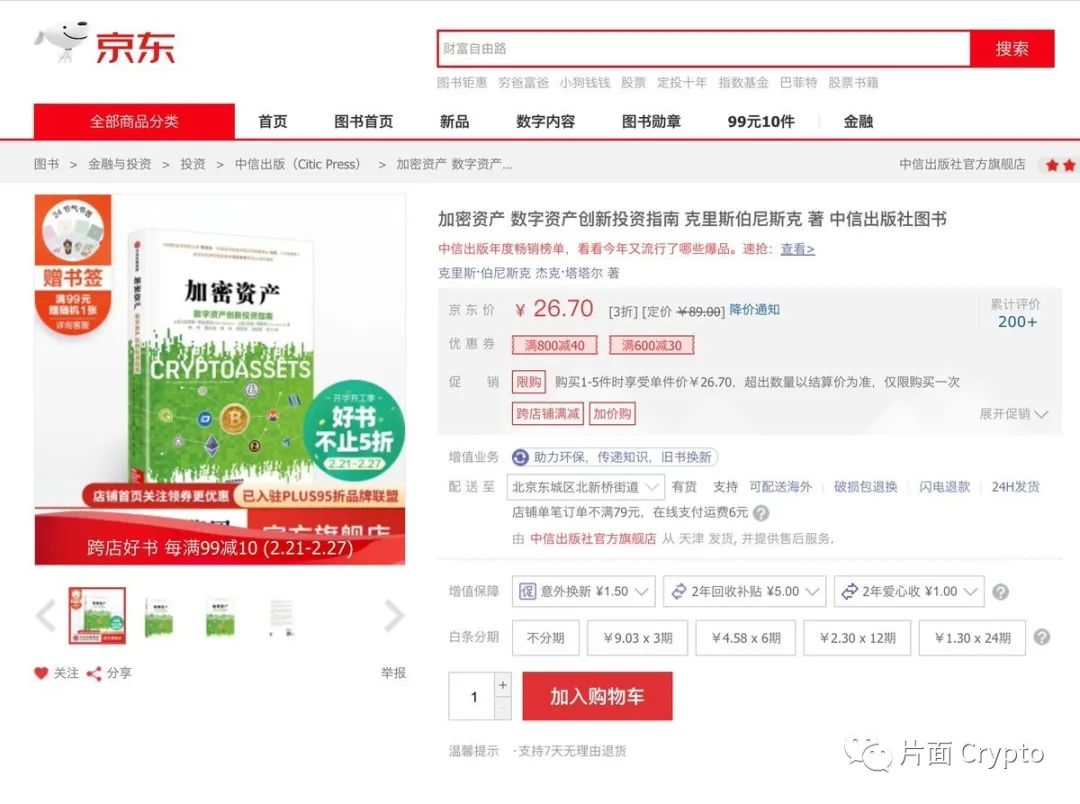 京东
财富自由路
搜索
图书钜惠 穷爸富爸 小狗钱钱 股票 定投十年 指数基金 巴菲特 股票书籍
全部商品分类 首页 图书首页 新品 数字内容 图书勋章 99元10件 金融
图书 > 金融与投资 > 投资 > 中信出版（Citic Press） > 加密资产 数字资产... 中信出版社官方旗舰店
24节气书签
赠书签
满99元
赠随机1张
详询客服
加密资产
数字资产创新投资指南
CRYPTOASSETS
加密资产
开学开工季
好书
不止5折
2.21-2.27
店铺首页关注领券更优惠 已入驻PLUS95折品牌联盟
官方旗舰店
跨店好书 每满99减10 (2.21-2.27)
关注 分享 举报
加密资产 数字资产创新投资指南 克里斯伯尼斯克 著 中信出版社图书
中信出版年度畅销榜单，看看今年又流行了哪些爆品。速抢：查看>
克里斯·伯尼斯克 杰克·塔塔尔 著
京东价 ￥26.70 [3折] [定价 ￥89.00] 降价通知 累计评价
200+
优惠券 满800减40 满600减30
促销 限购 购买1-5件时享受单件价￥26.70，超出数量以结算价为准，仅限购买一次
跨店铺满减 加价购 展开促销
增值业务 助力环保，传递知识，旧书换新
配送至 北京东城区北新桥街道 有货 支持 可配送海外 破损包退换 闪电退款 24H发货
店铺单笔订单不满79元，在线支付运费6元 ?
由 中信出版社官方旗舰店 从 天津 发货, 并提供售后服务.
增值保障 促 意外换新 ¥1.50 2年回收补贴 ¥5.00 2年爱心收 ¥1.00 ?
白条分期 不分期 ￥9.03 x 3期 ￥4.58 x 6期 ￥2.30 x 12期 ￥1.30 x 24期 ?
1 + - 加入购物车
温馨提示 ·支持7天无理由退货
片面 Crypto